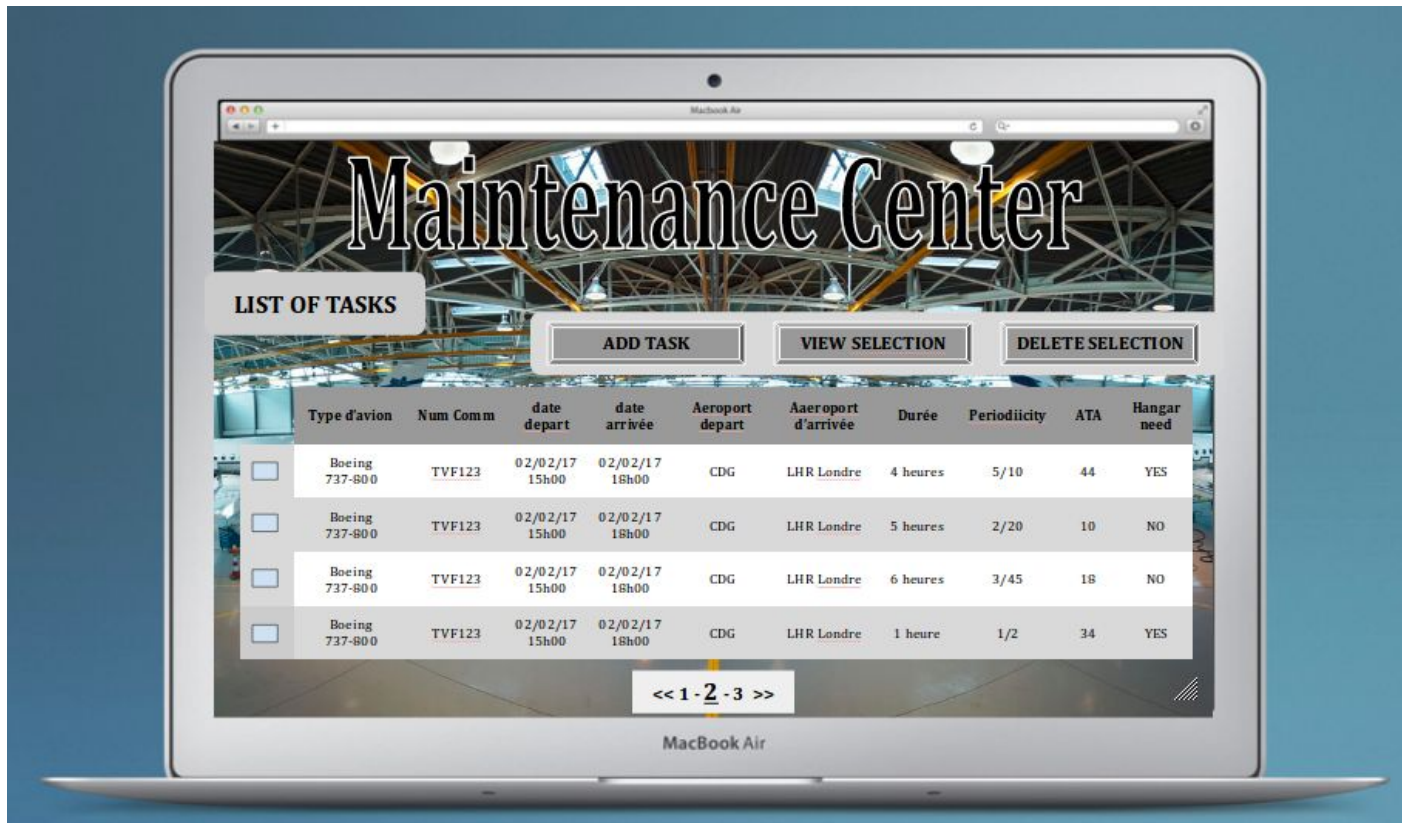 Macbook Air
Maintenance Center
LIST OF TASKS
ADD TASK VIEW SELECTION DELETE SELECTION
Type d'avion Num Comm date depart date arrivée Aeroport depart Aaeroport d'arrivée Durée Periodiicity ATA Hangar need
Boeing 737-800 TVF123 02/02/17 15h00 02/02/17 18h00 CDG LHR Londre 4 heures 5/10 44 YES
Boeing 737-800 TVF123 02/02/17 15h00 02/02/17 18h00 CDG LHR Londre 5 heures 2/20 10 NO
Boeing 737-800 TVF123 02/02/17 15h00 02/02/17 18h00 CDG LHR Londre 6 heures 3/45 18 NO
Boeing 737-800 TVF123 02/02/17 15h00 02/02/17 18h00 CDG LHR Londre 1 heure 1/2 34 YES
<< 1 - 2 - 3 >>
MacBook Air